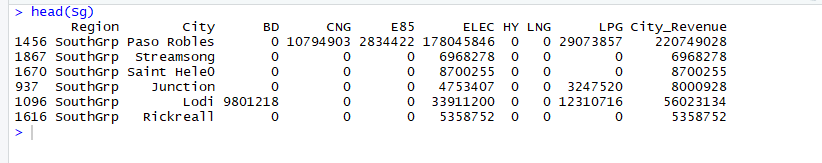 > head(Sg)
Region City BD CNG E85 ELEC HY LNG LPG City_Revenue
1456 SouthGrp Paso Robles 0 10794903 2834422 178045846 0 0 29073857 220749028
1867 SouthGrp Streamsong 0 0 0 6968278 0 0 0 6968278
1670 SouthGrp Saint Hele0 0 0 0 8700255 0 0 0 8700255
937 SouthGrp Junction 0 0 0 4753407 0 0 3247520 8000928
1096 SouthGrp Lodi 9801218 0 0 33911200 0 0 12310716 56023134
1616 SouthGrp Rickreall 0 0 0 5358752 0 0 0 5358752
>